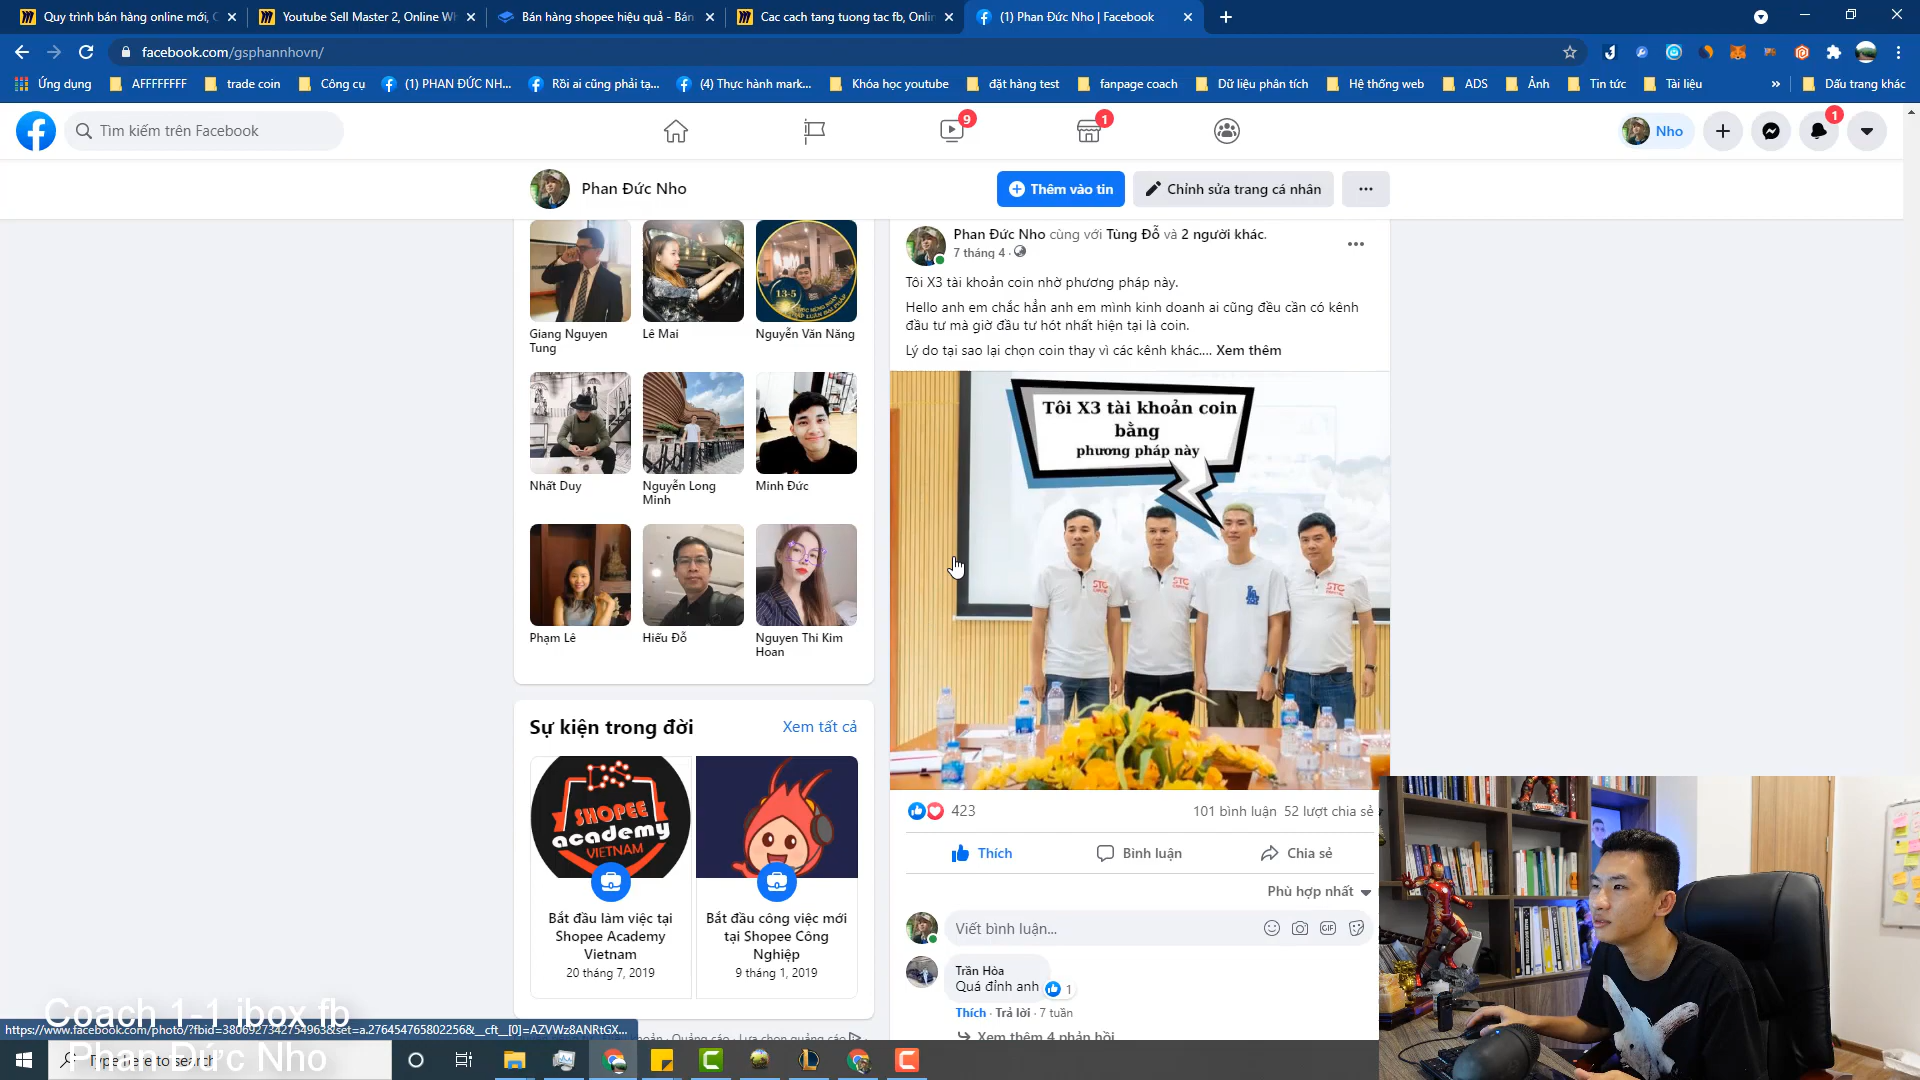 Quy trình bán hàng online mới, C
Youtube Sell Master 2, Online Wh
Bán hàng shopee hiệu quả - Bán
Cac cach tang tuong tac fb, Onlin
(1) Phan Đức Nho | Facebook
facebook.com/gsphannhovn/
Ứng dụng
AFFFFFFFF
trade coin
Công cụ
(1) PHAN ĐỨC NH...
Rồi ai cũng phải tạ...
(4) Thực hành mark...
Khóa học youtube
đặt hàng test
fanpage coach
Dữ liệu phân tích
Hệ thống web
ADS
Ảnh
Tin tức
Tài liệu
»
Dấu trang khác
Tìm kiếm trên Facebook
9
1
Nho
1
Phan Đức Nho
Thêm vào tin
Chỉnh sửa trang cá nhân
Giang Nguyen
Tung
Lê Mai
13-5
Nguyễn Văn Năng
Nhất Duy
Nguyễn Long
Minh
Minh Đức
Phạm Lê
Hiếu Đỗ
Nguyen Thi Kim
Hoan
Sự kiện trong đời
Xem tất cả
SHOPEE
academy
VIETNAM
Bắt đầu làm việc tại
Shopee Academy
Vietnam
20 tháng 7, 2019
Bắt đầu công việc mới
tại Shopee Công
Nghiệp
9 tháng 1, 2019
Phan Đức Nho cùng với Tùng Đỗ và 2 người khác.
7 tháng 4 ·
Tôi X3 tài khoản coin nhờ phương pháp này.
Hello anh em chắc hẳn anh em mình kinh doanh ai cũng đều cần có kênh
đầu tư mà giờ đầu tư hót nhất hiện tại là coin.
Lý do tại sao lại chọn coin thay vì các kênh khác.... Xem thêm
Tôi X3 tài khoản coin
bằng
phương pháp này
STC
STC
STC
423
101 bình luận 52 lượt chia sẻ
Thích
Bình luận
Chia sẻ
Phù hợp nhất
Viết bình luận...
GIF
Trần Hòa
Quá đỉnh anh
1
Thích · Trả lời · 7 tuần
Xem thêm 4 phản hồi
Coach 1-1 ibox fb
Phan Đức Nho
https://www.facebook.com/photo/?fbid=3806927342754963&set=a.276454765802256&__cft__[0]=AZVWz8ANRtGX...
Type here to search